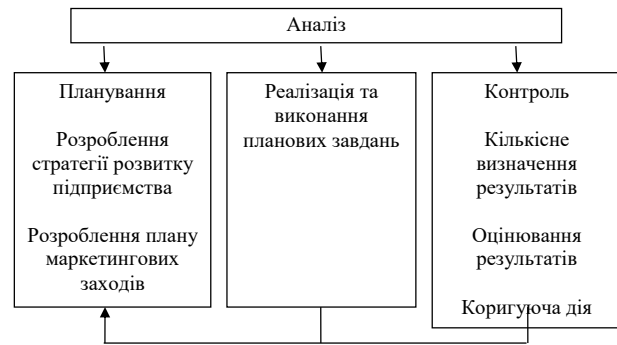 Аналіз
Планування
Розроблення
стратегії розвитку
підприємства
Розроблення плану
маркетингових
заходів
Реалізація та
виконання
планових завдань
Контроль
Кількісне
визначення
результатів
Оцінювання
результатів
Коригуюча дія